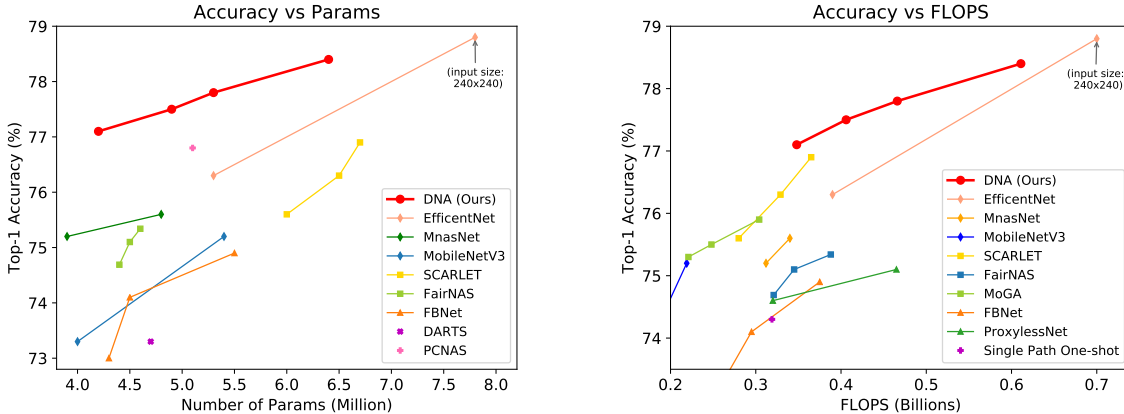 Accuracy vs Params
79
78
77
76
75
74
73
Top-1 Accuracy (%)
(input size:
240x240)
DNA (Ours)
EfficentNet
MnasNet
MobileNetV3
SCARLET
FairNAS
FBNet
DARTS
PCNAS
4.0 4.5 5.0 5.5 6.0 6.5 7.0 7.5 8.0
Number of Params (Million)
Accuracy vs FLOPS
79
78
77
76
75
74
Top-1 Accuracy (%)
(input size:
240x240)
DNA (Ours)
EfficentNet
MnasNet
MobileNetV3
SCARLET
FairNAS
MoGA
FBNet
ProxylessNet
Single Path One-shot
0.2 0.3 0.4 0.5 0.6 0.7
FLOPS (Billions)